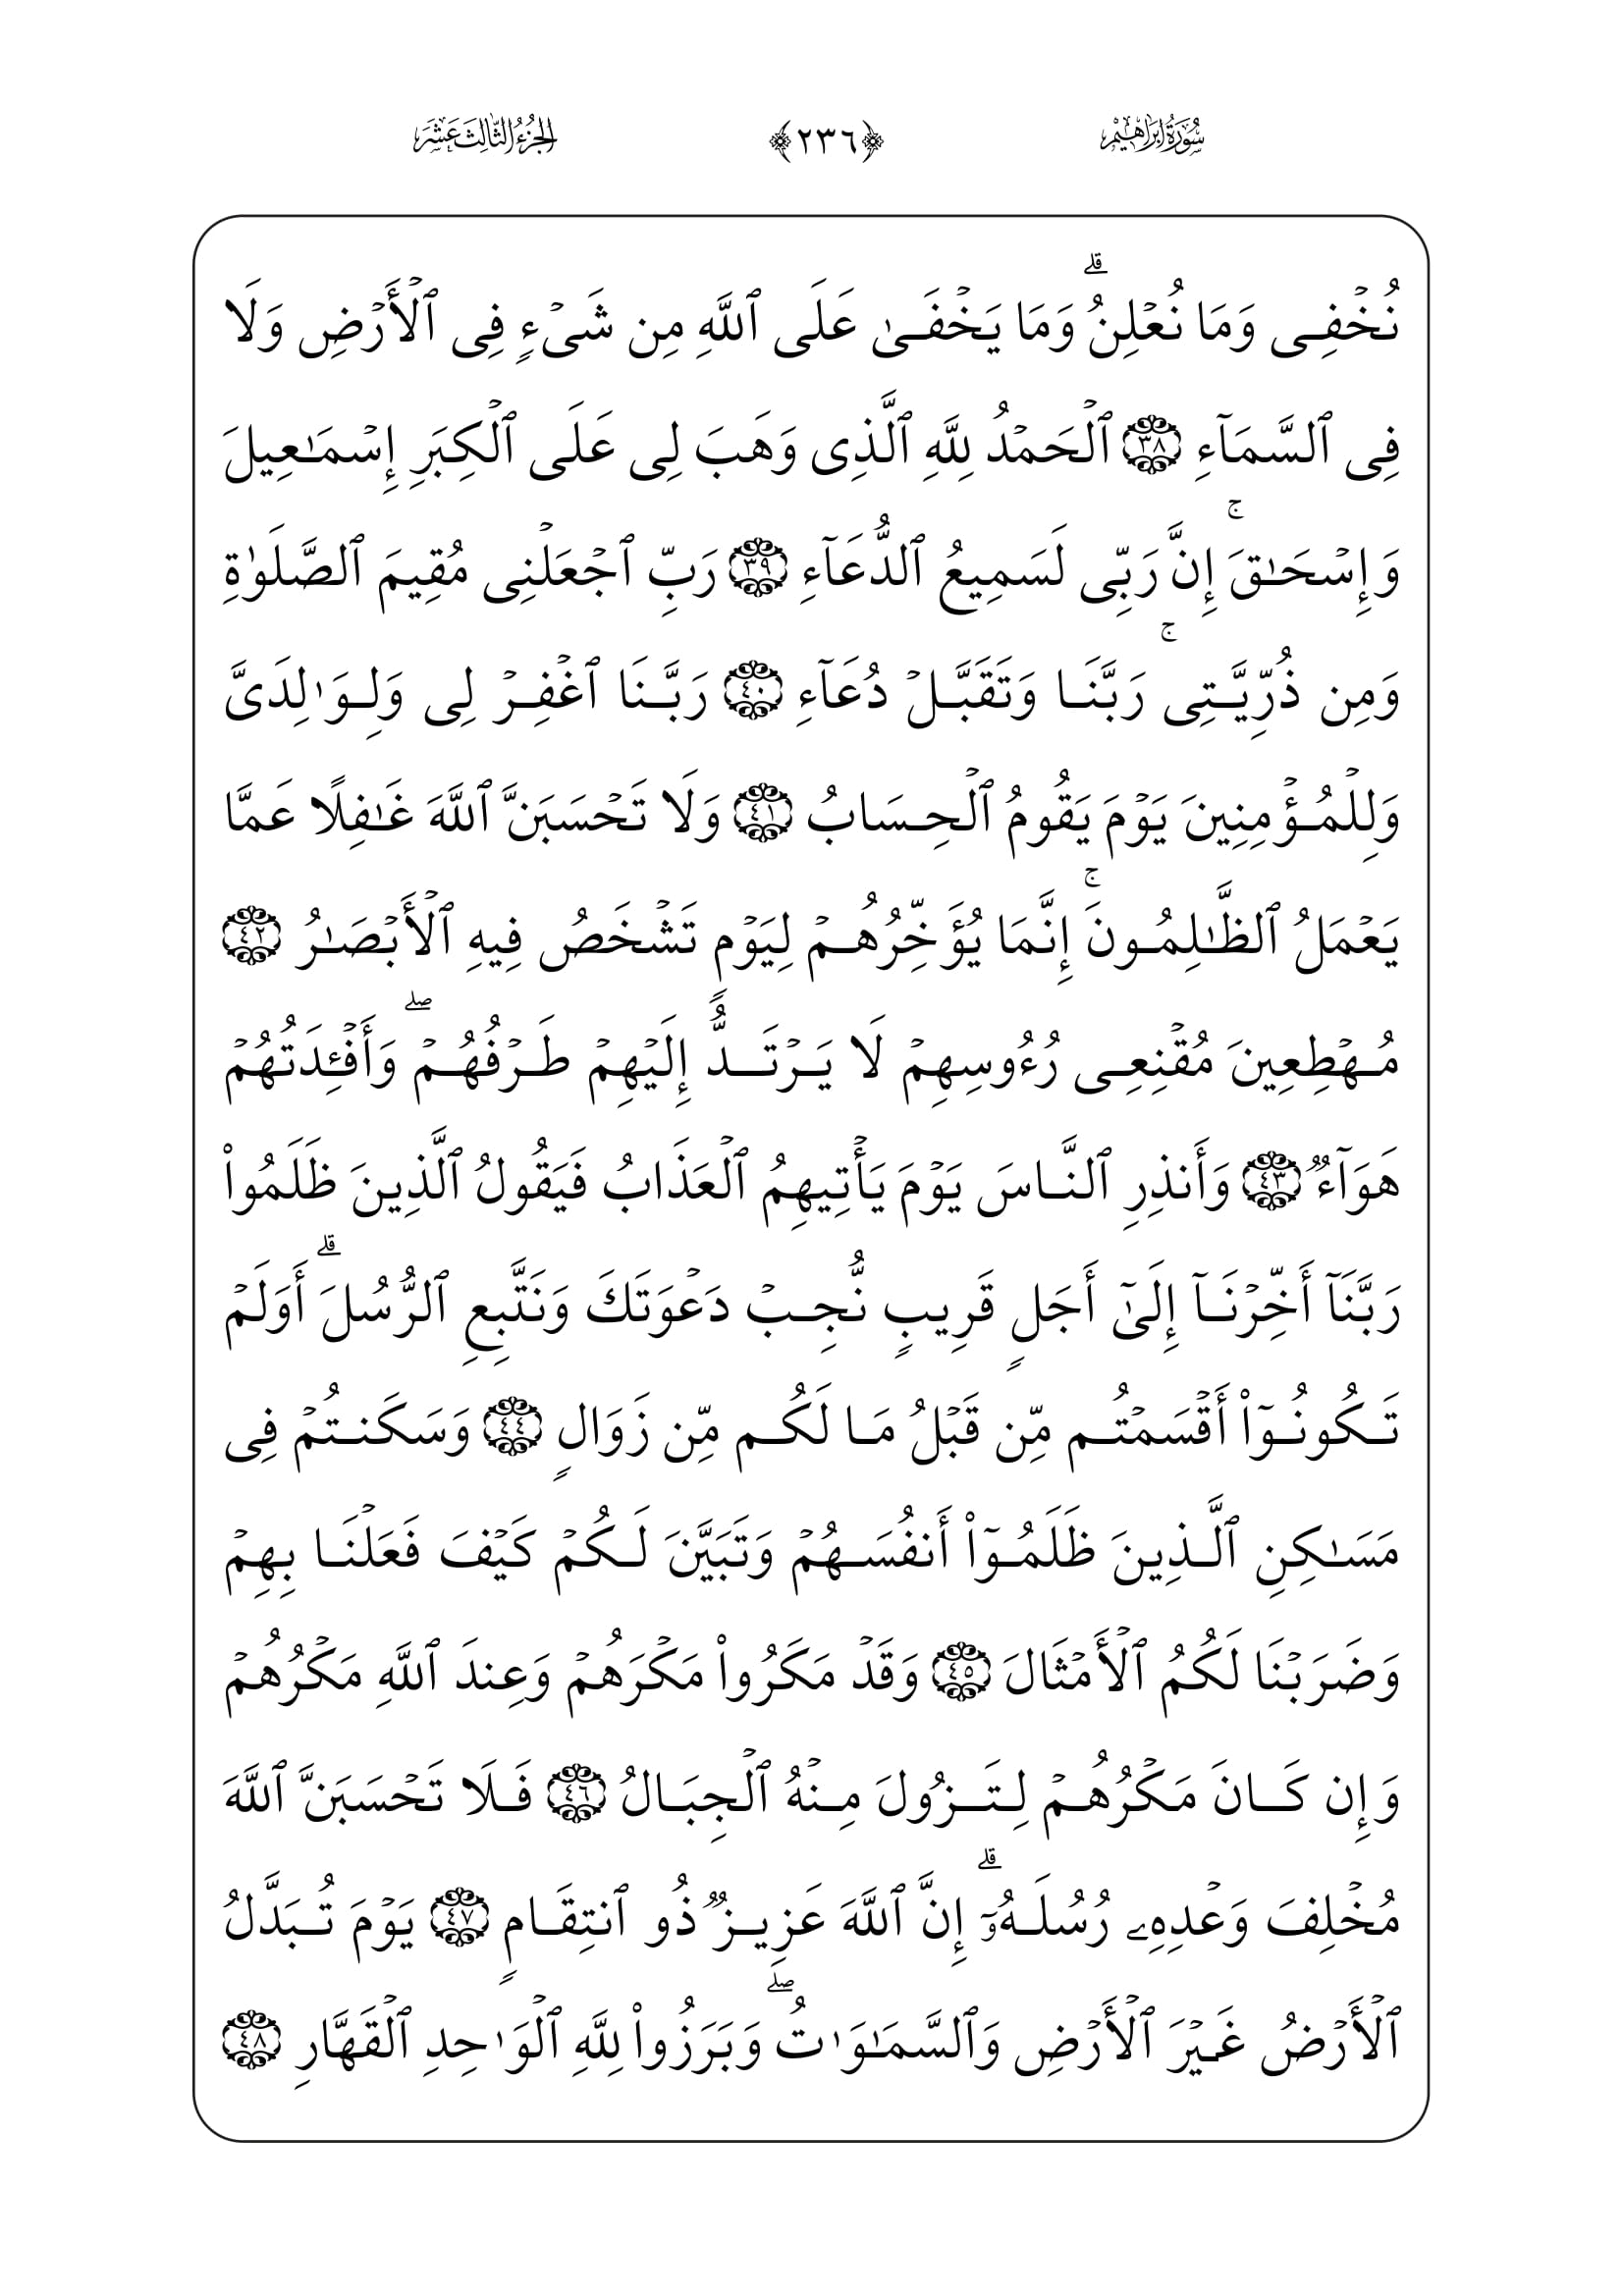 سُورَةُ إِبۡرَاهِيمَ ﴿٢٣٦﴾ الجُزْءُ الثَّالِثَ عَشَرَ
نُخۡفِي وَمَا نُعۡلِنُۗ وَمَا يَخۡفَىٰ عَلَى ٱللَّهِ مِن شَيۡءٖ فِي ٱلۡأَرۡضِ وَلَا
فِي ٱلسَّمَآءِ ٣٨ ٱلۡحَمۡدُ لِلَّهِ ٱلَّذِي وَهَبَ لِي عَلَى ٱلۡكِبَرِ إِسۡمَٰعِيلَ
وَإِسۡحَٰقَۚ إِنَّ رَبِّي لَسَمِيعُ ٱلدُّعَآءِ ٣٩ رَبِّ ٱجۡعَلۡنِي مُقِيمَ ٱلصَّلَوٰةِ
وَمِن ذُرِّيَّتِيۚ رَبَّنَا وَتَقَبَّلۡ دُعَآءِ ٤٠ رَبَّنَا ٱغۡفِرۡ لِي وَلِوَٰلِدَيَّ
وَلِلۡمُؤۡمِنِينَ يَوۡمَ يَقُومُ ٱلۡحِسَابُ ٤١ وَلَا تَحۡسَبَنَّ ٱللَّهَ غَٰفِلًا عَمَّا
يَعۡمَلُ ٱلظَّٰلِمُونَۚ إِنَّمَا يُؤَخِّرُهُمۡ لِيَوۡمٖ تَشۡخَصُ فِيهِ ٱلۡأَبۡصَٰرُ ٤٢
مُهۡطِعِينَ مُقۡنِعِي رُءُوسِهِمۡ لَا يَرۡتَدُّ إِلَيۡهِمۡ طَرۡفُهُمۡۖ وَأَفۡـِٔدَتُهُمۡ
هَوَآءٞ ٤٣ وَأَنذِرِ ٱلنَّاسَ يَوۡمَ يَأۡتِيهِمُ ٱلۡعَذَابُ فَيَقُولُ ٱلَّذِينَ ظَلَمُواْ
رَبَّنَآ أَخِّرۡنَآ إِلَىٰٓ أَجَلٖ قَرِيبٖ نُّجِبۡ دَعۡوَتَكَ وَنَتَّبِعِ ٱلرُّسُلَۗ أَوَلَمۡ
تَكُونُوٓاْ أَقۡسَمۡتُم مِّن قَبۡلُ مَا لَكُم مِّن زَوَالٖ ٤٤ وَسَكَنتُمۡ فِي
مَسَٰكِنِ ٱلَّذِينَ ظَلَمُوٓاْ أَنفُسَهُمۡ وَتَبَيَّنَ لَكُمۡ كَيۡفَ فَعَلۡنَا بِهِمۡ
وَضَرَبۡنَا لَكُمُ ٱلۡأَمۡثَالَ ٤٥ وَقَدۡ مَكَرُواْ مَكۡرَهُمۡ وَعِندَ ٱللَّهِ مَكۡرُهُمۡ
وَإِن كَانَ مَكۡرُهُمۡ لِتَزُولَ مِنۡهُ ٱلۡجِبَالُ ٤٦ فَلَا تَحۡسَبَنَّ ٱللَّهَ
مُخۡلِفَ وَعۡدِهِۦ رُسُلَهُۥٓۗ إِنَّ ٱللَّهَ عَزِيزٞ ذُو ٱنتِقَامٖ ٤٧ يَوۡمَ تُبَدَّلُ
ٱلۡأَرۡضُ غَيۡرَ ٱلۡأَرۡضِ وَٱلسَّمَٰوَٰتُۖ وَبَرَزُواْ لِلَّهِ ٱلۡوَٰحِدِ ٱلۡقَهَّارِ ٤٨